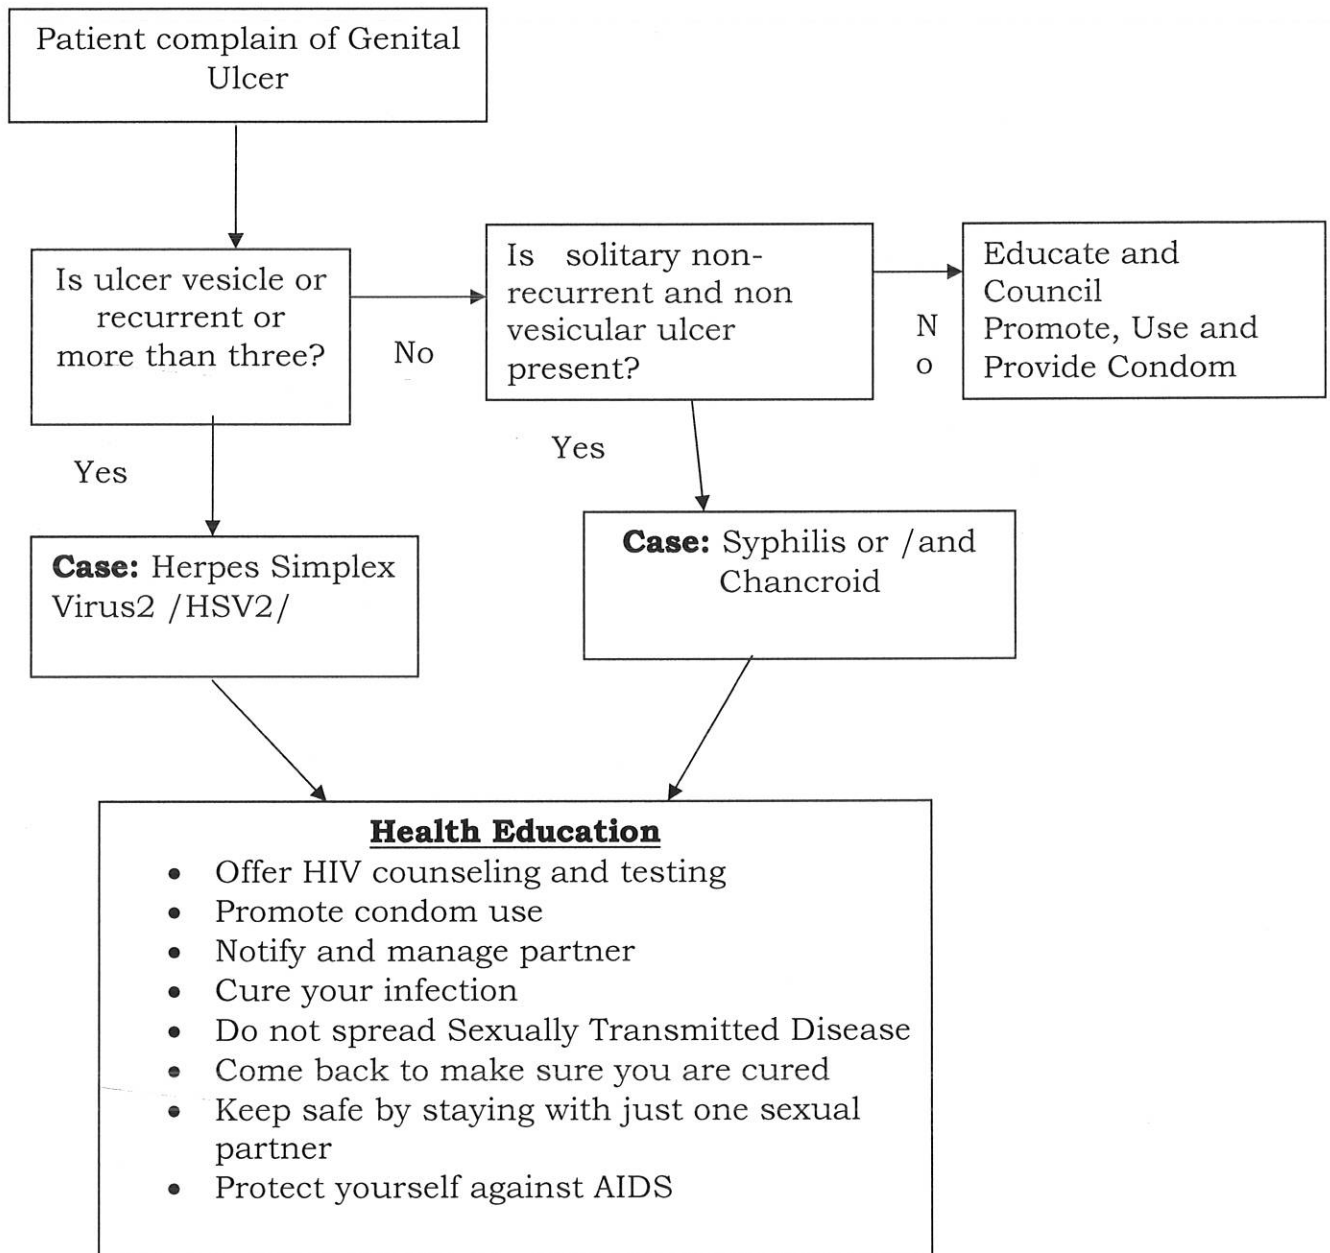 Patient complain of Genital
Ulcer
Is ulcer vesicle or
recurrent or
more than three?
No
Is solitary non-
recurrent and non
vesicular ulcer
present?
N
o
Educate and
Council
Promote, Use and
Provide Condom
Yes
Yes
Case: Herpes Simplex
Virus2 /HSV2/
Case: Syphilis or /and
Chancroid
Health Education
• Offer HIV counseling and testing
• Promote condom use
• Notify and manage partner
• Cure your infection
• Do not spread Sexually Transmitted Disease
• Come back to make sure you are cured
• Keep safe by staying with just one sexual
partner
• Protect yourself against AIDS